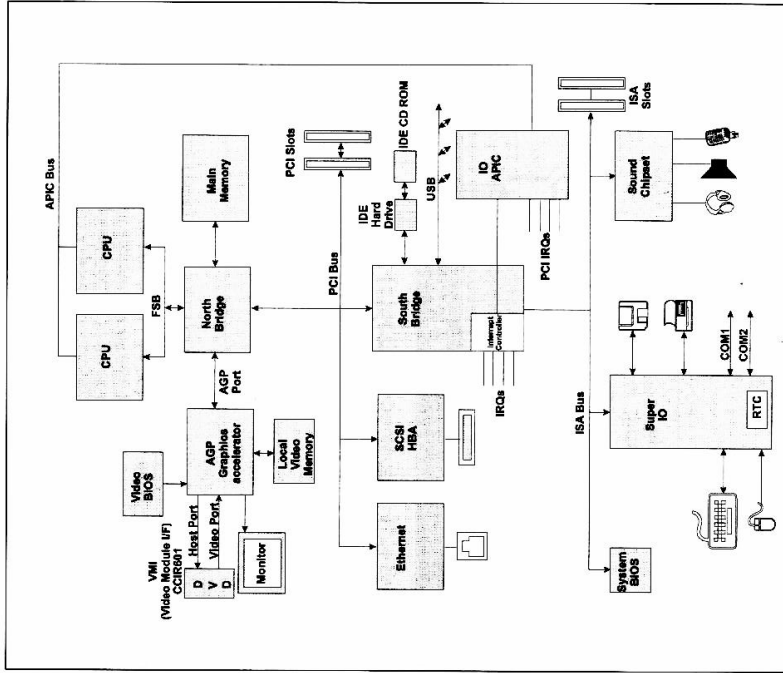 APIC Bus
CPU
CPU
FSB
Main
Memory
North
Bridge
AGP
Port
Video
BIOS
VMI
(Video Module I/F)
CCIR601
Host Port
Video Port
D
V
D
AGP
Graphics
accelerator
Local
Video
Memory
Monitor
PCI Slots
PCI Bus
IDE CD ROM
IDE
Hard
Drive
USB
South
Bridge
Interrupt
Controller
IRQs
IO
APIC
PCI IRQs
SCSI
HBA
Ethernet
ISA
Slots
ISA Bus
Sound
Chipset
Super
IO
RTC
COM1
COM2
System
BIOS